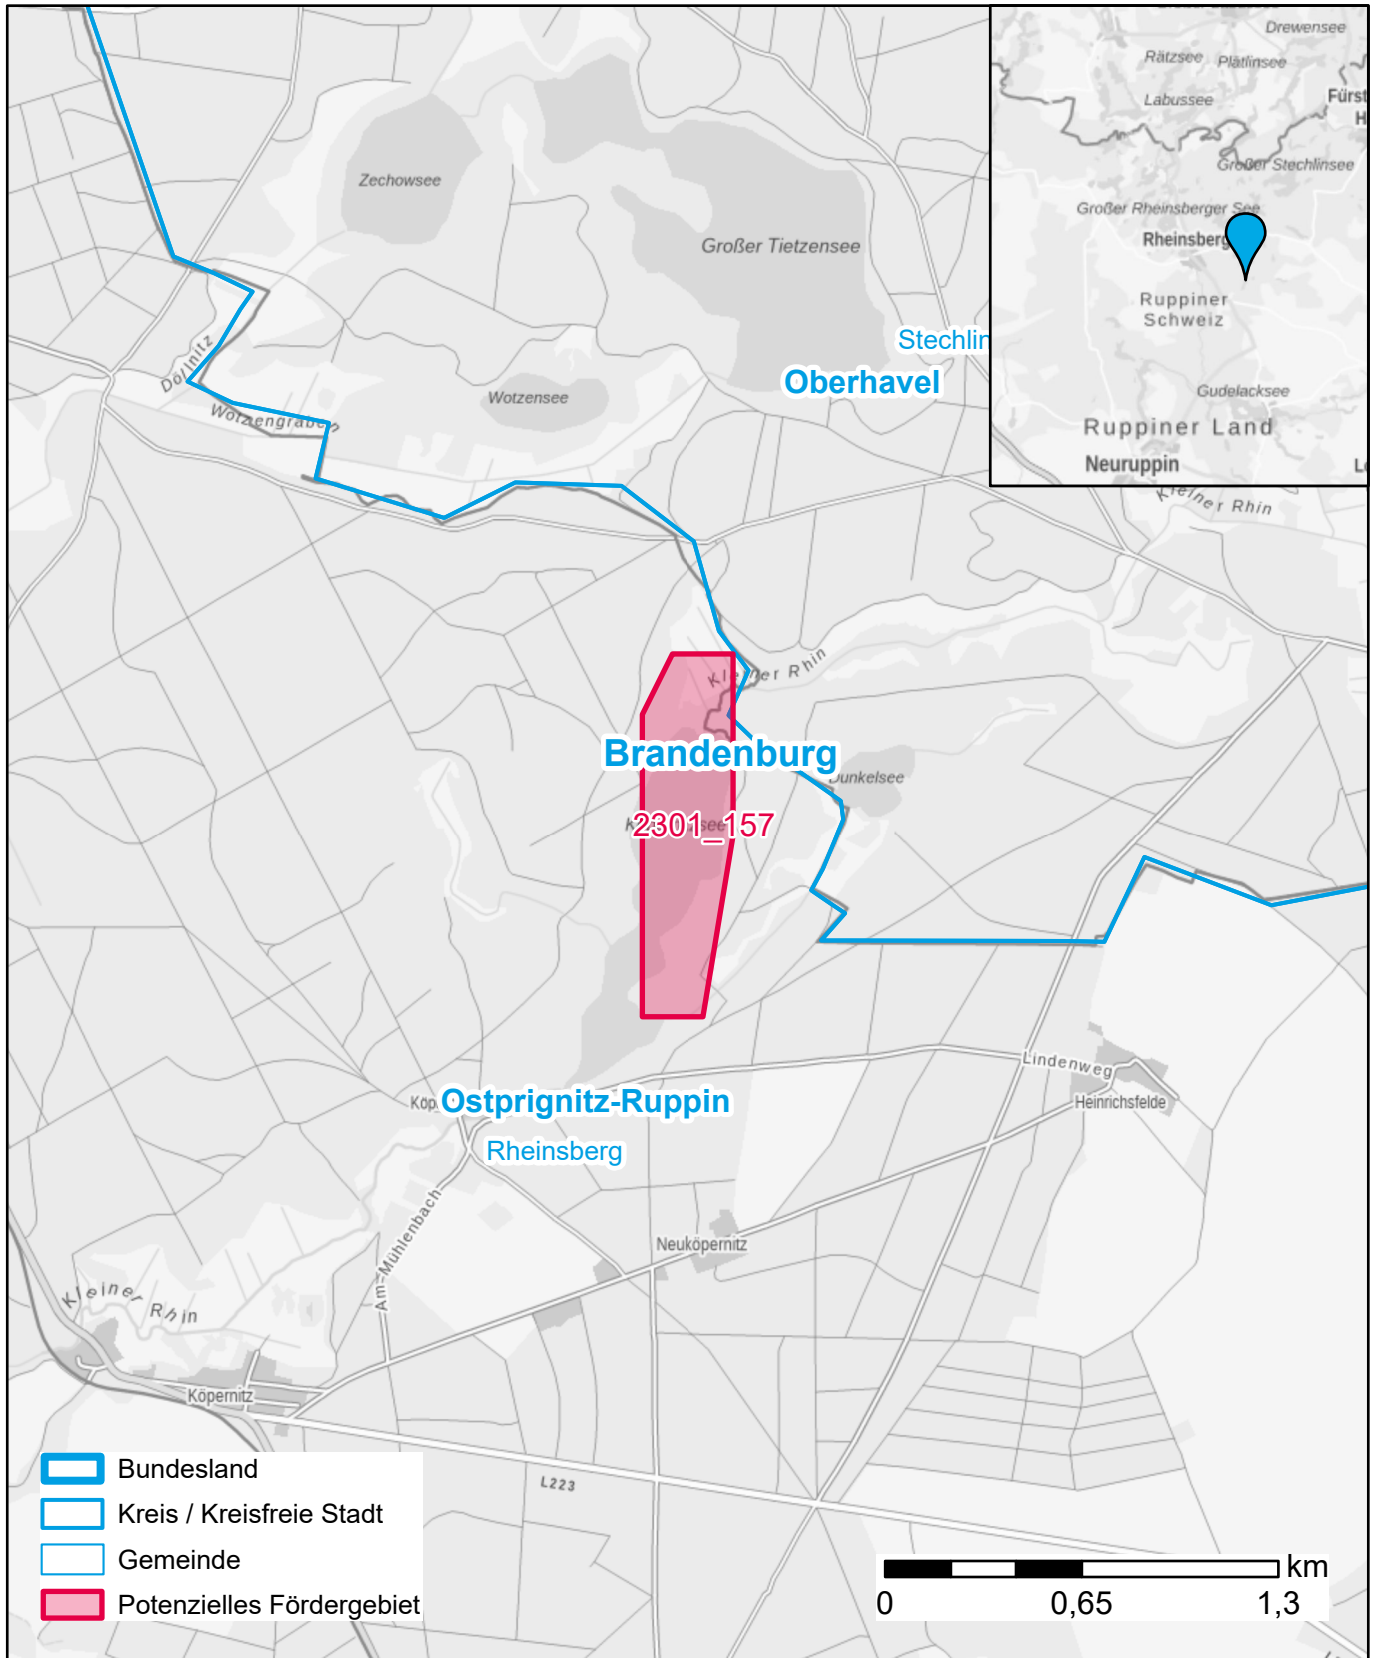 Drewensee
Rätzsee
Plätlinsee
Labussee
Fürst
H
Großer Stechlinsee
Großer Rheinsberger See
Rheinsberg
Ruppiner
Schweiz
Gudelacksee
Ruppiner Land
Neuruppin
Zechowsee
Großer Tietzensee
Stechlin
Oberhavel
Döllnitz
Wotzensee
Wotzengraben
Kleiner Rhin
Kleiner Rhin
Brandenburg
Dunkelsee
2301_157
Lindenweg
Heinrichsfelde
Köp
Ostprignitz-Ruppin
Rheinsberg
Am-Mühlenbach
Neuköpernitz
Kleiner Rhin
Köpernitz
L223
Bundesland
Kreis / Kreisfreie Stadt
Gemeinde
Potenzielles Fördergebiet
km
0 0,65 1,3